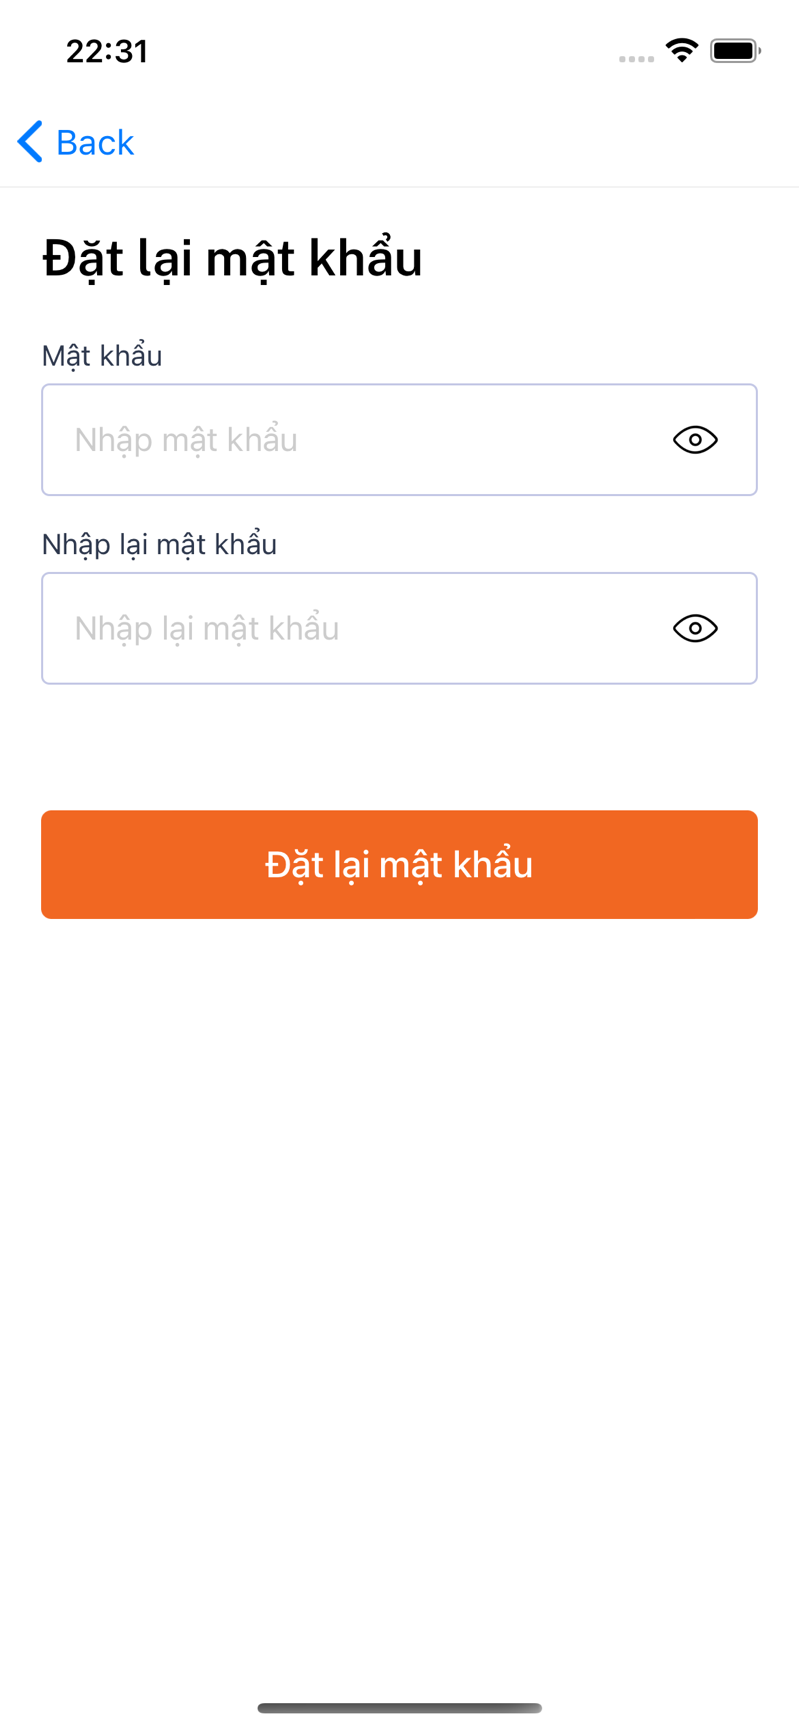 22:31
Back
Đặt lại mật khẩu
Mật khẩu
Nhập mật khẩu
Nhập lại mật khẩu
Nhập lại mật khẩu
Đặt lại mật khẩu